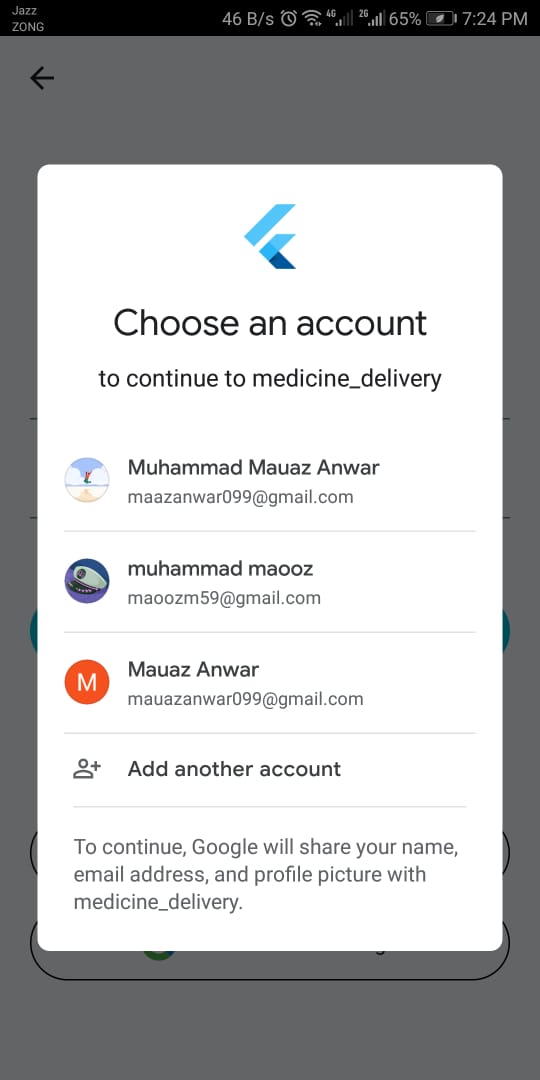 Jazz
ZONG
46 B/s 4G 2G 65% 7:24 PM
Choose an account
to continue to medicine_delivery
Muhammad Mauaz Anwar
maazanwar099@gmail.com
muhammad maooz
maoozm59@gmail.com
M
Mauaz Anwar
mauazanwar099@gmail.com
Add another account
To continue, Google will share your name,
email address, and profile picture with
medicine_delivery.